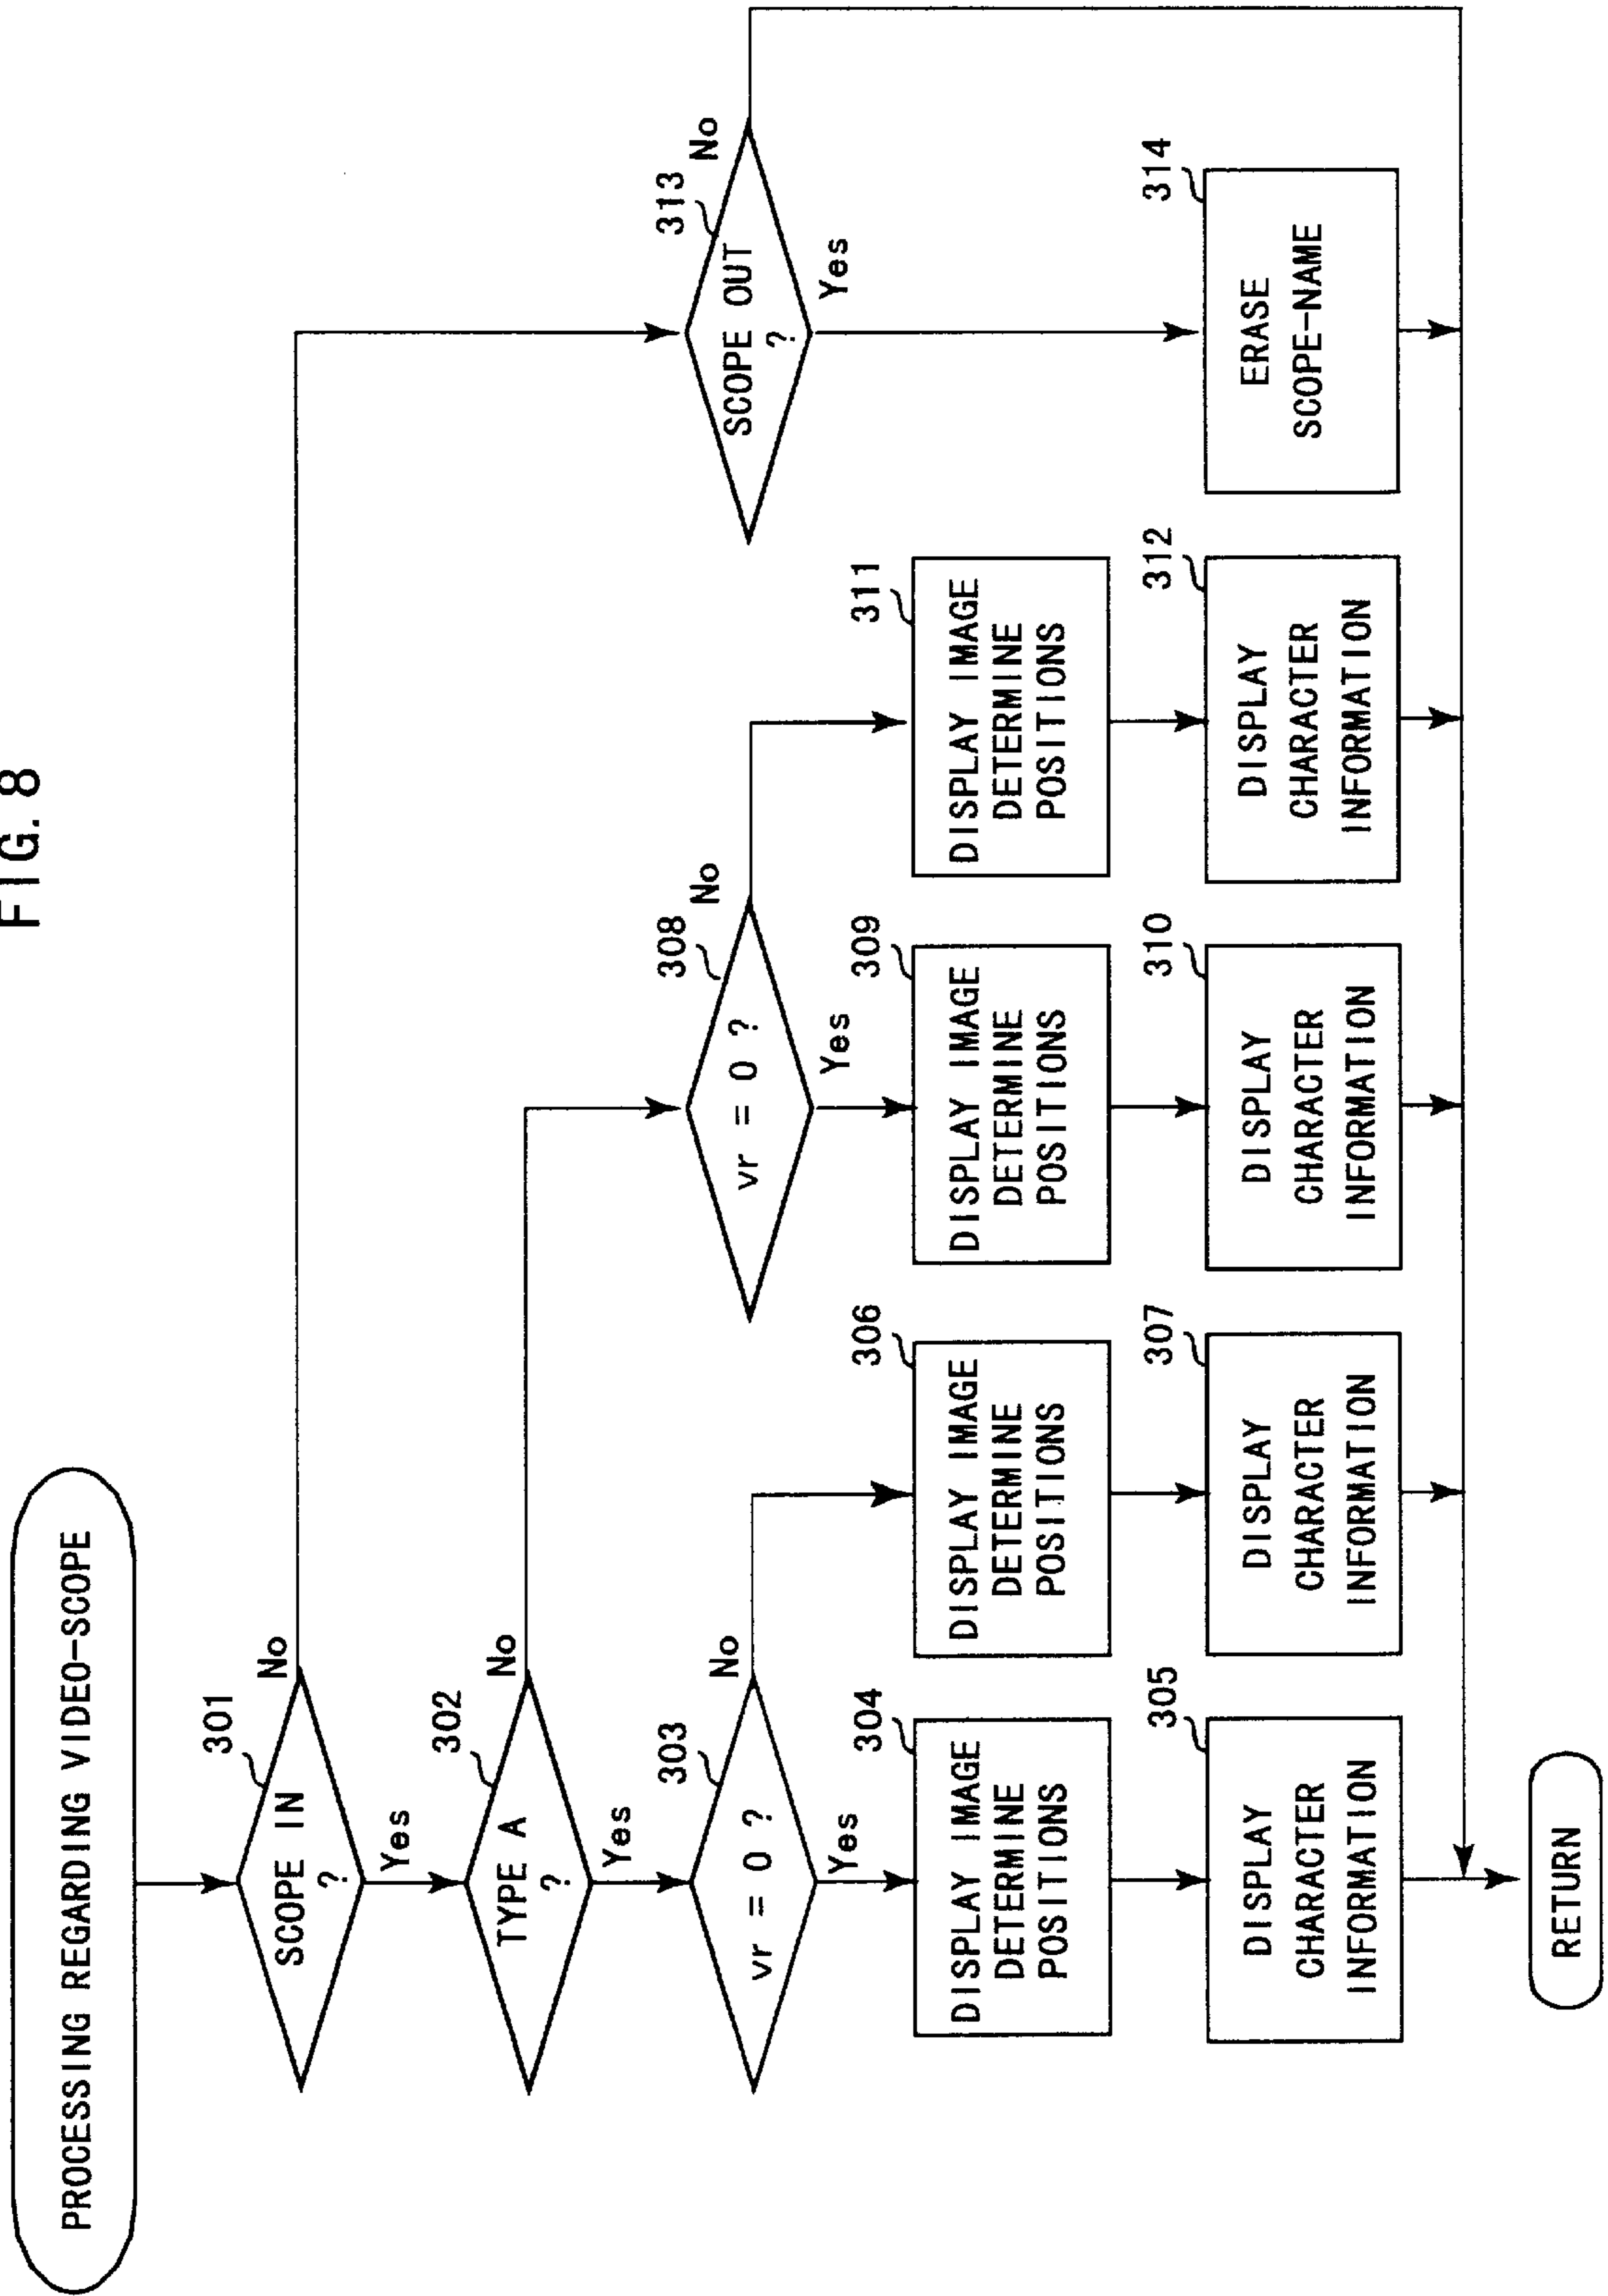 FIG. 8
PROCESSING REGARDING VIDEO-SCOPE
301
SCOPE IN
?
No
Yes
302
TYPE A
?
No
Yes
303
vr = 0 ?
No
Yes
304
DISPLAY IMAGE
DETERMINE
POSITIONS
305
DISPLAY
CHARACTER
INFORMATION
306
DISPLAY IMAGE
DETERMINE
POSITIONS
307
DISPLAY
CHARACTER
INFORMATION
308
vr = 0 ?
No
Yes
309
DISPLAY IMAGE
DETERMINE
POSITIONS
310
DISPLAY
CHARACTER
INFORMATION
311
DISPLAY IMAGE
DETERMINE
POSITIONS
312
DISPLAY
CHARACTER
INFORMATION
313
SCOPE OUT
?
No
Yes
314
ERASE
SCOPE-NAME
RETURN